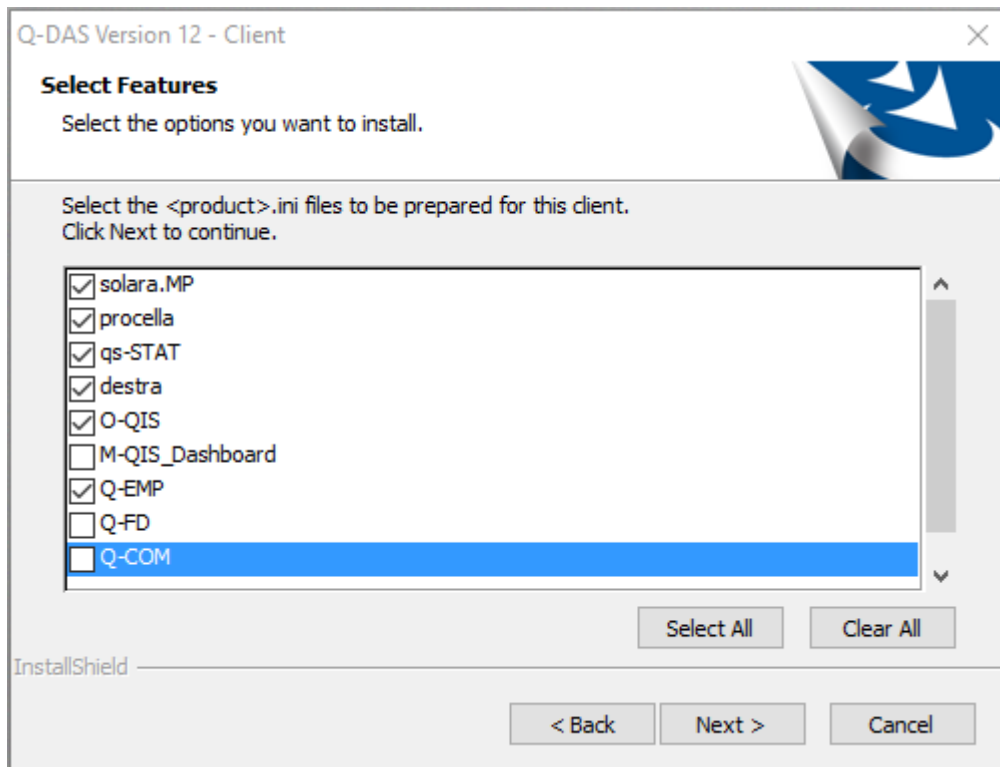 Q-DAS Version 12 - Client
Select Features
Select the options you want to install.
Select the <product>.ini files to be prepared for this client.
Click Next to continue.
solara.MP
procella
qs-STAT
destra
O-QIS
M-QIS_Dashboard
Q-EMP
Q-FD
Q-COM
Select All
Clear All
InstallShield
< Back
Next >
Cancel